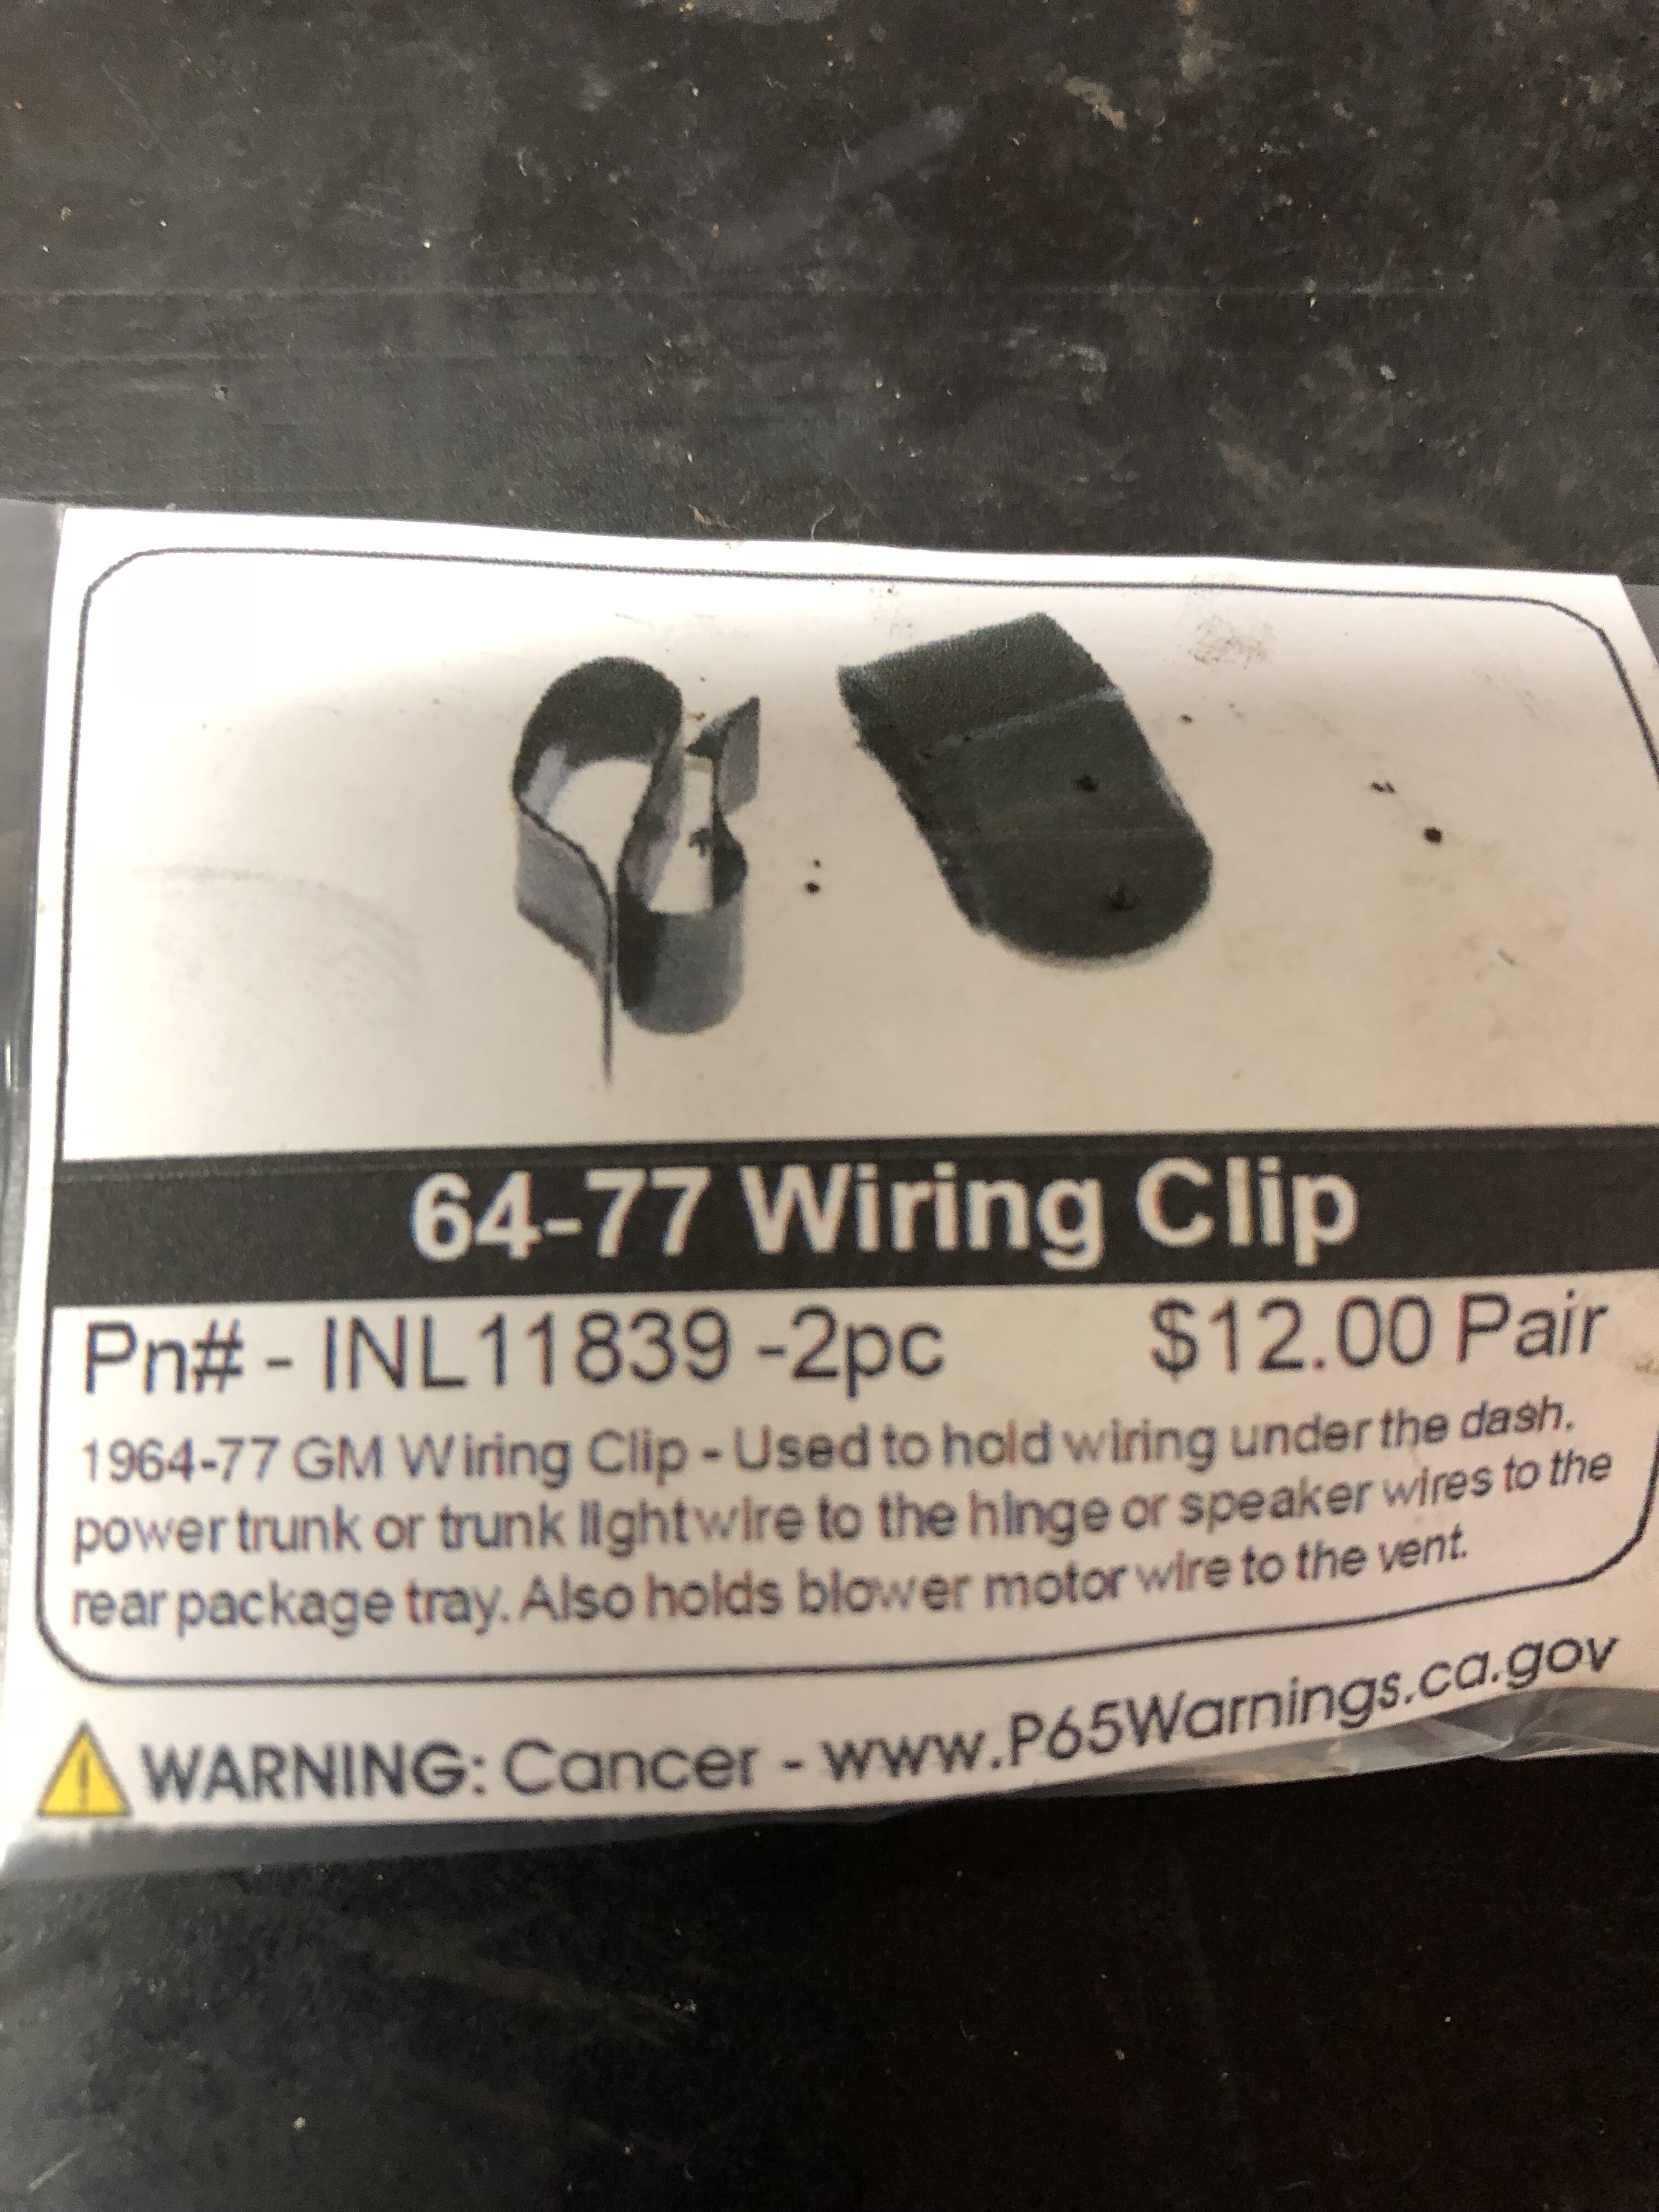 64-77 Wiring Clip
Pn# - INL11839 -2pc $12.00 Pair
1964-77 GM Wiring Clip - Used to hold wiring under the dash,
power trunk or trunk light wire to the hinge or speaker wires to the
rear package tray. Also holds blower motor wire to the vent.
WARNING: Cancer - www.P65Warnings.ca.gov